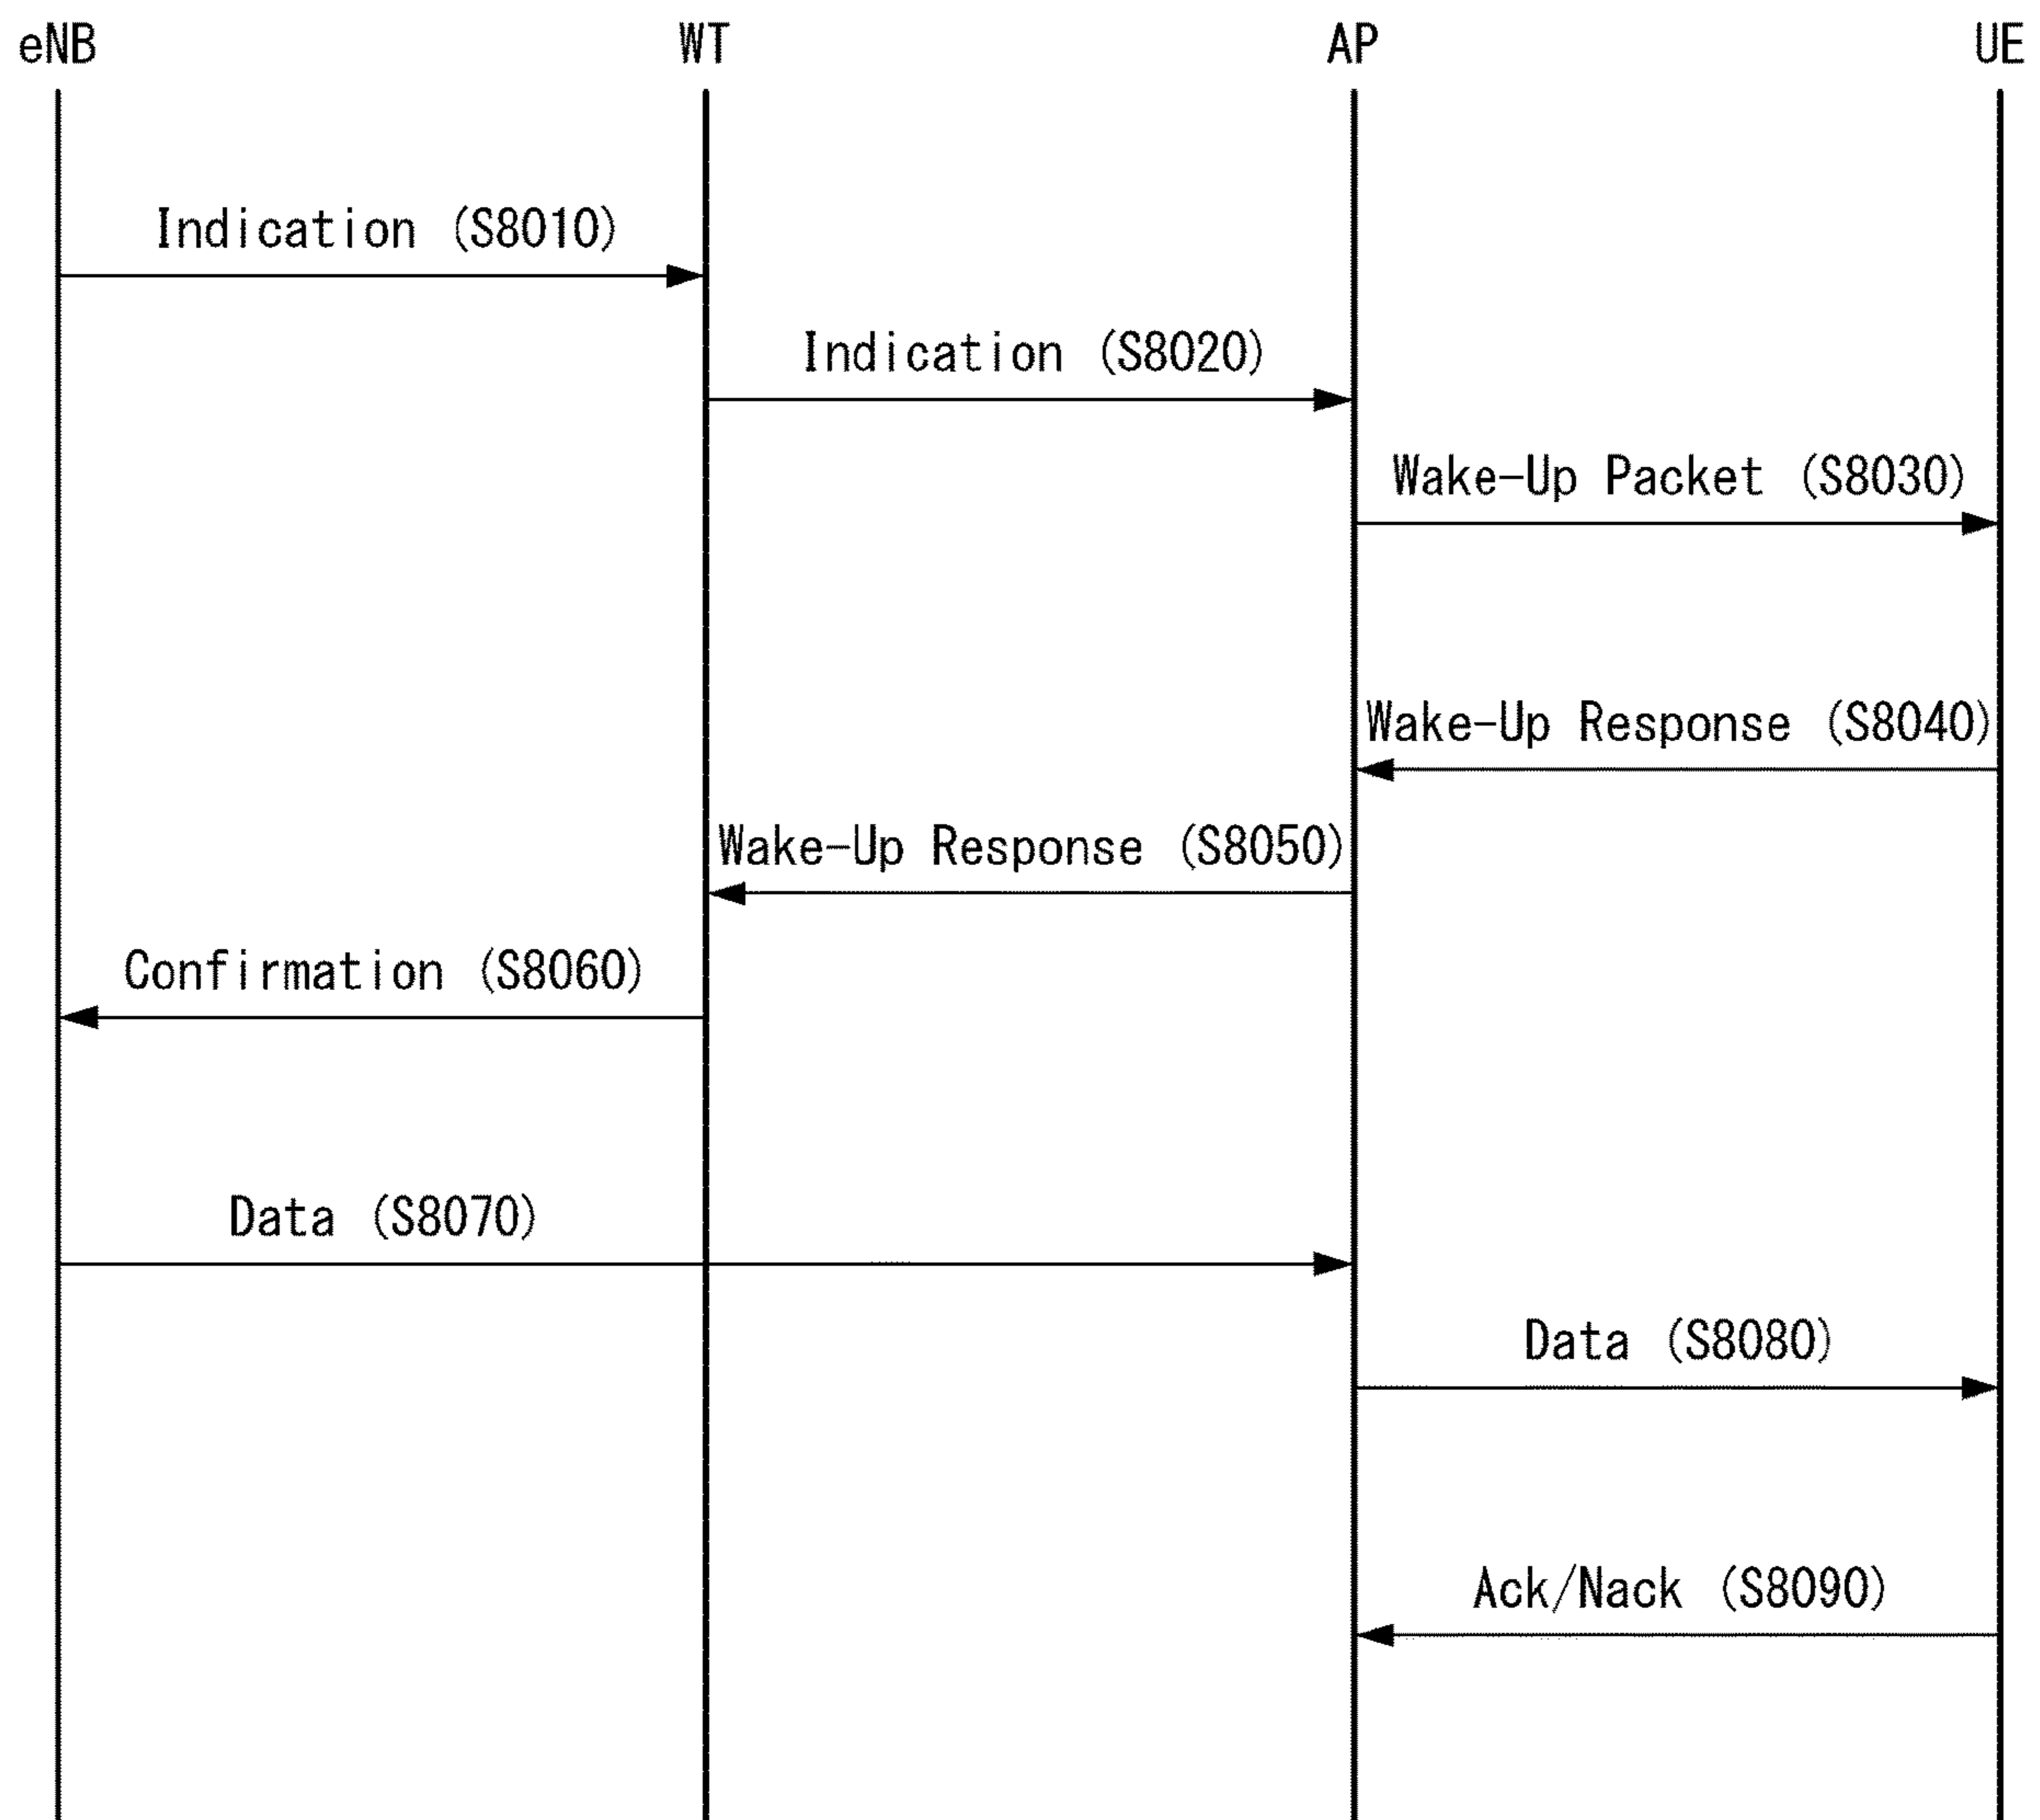 eNB WT AP UE
Indication (S8010)
Indication (S8020)
Wake-Up Packet (S8030)
Wake-Up Response (S8040)
Wake-Up Response (S8050)
Confirmation (S8060)
Data (S8070)
Data (S8080)
Ack/Nack (S8090)